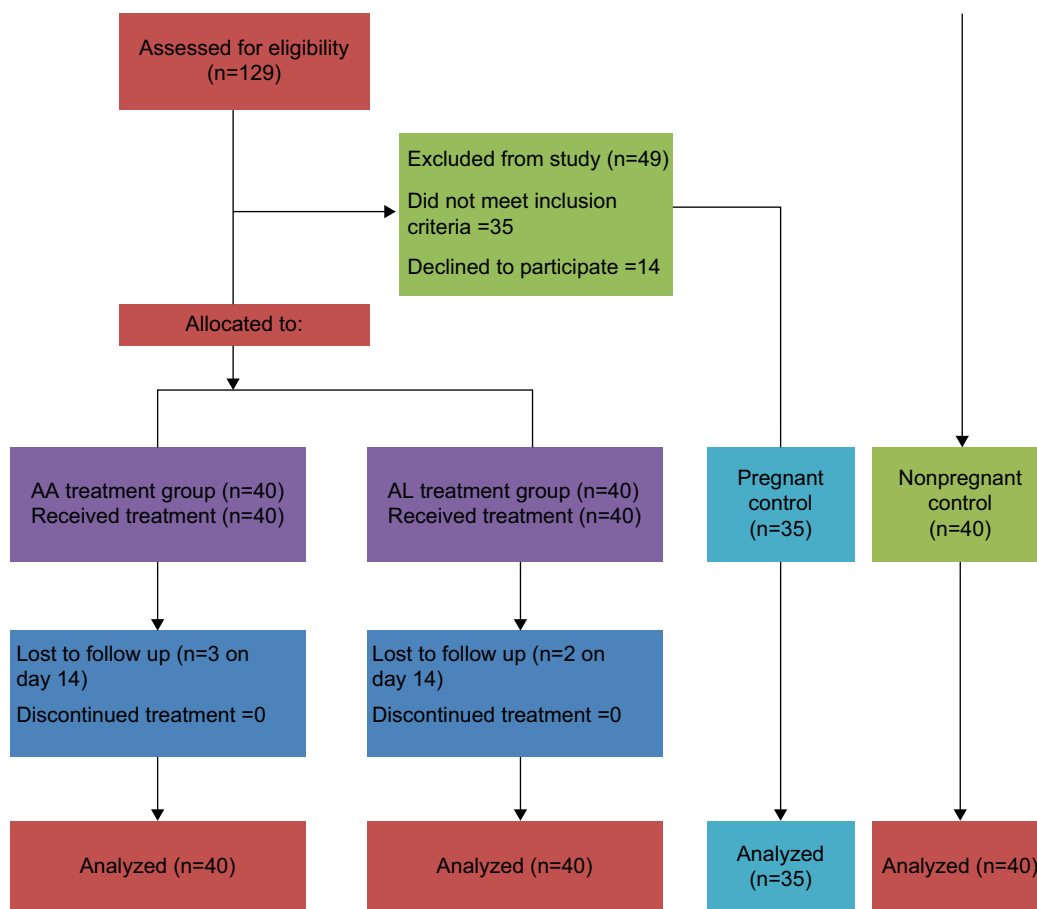 Assessed for eligibility
(n=129)
Excluded from study (n=49)
Did not meet inclusion
criteria =35
Declined to participate =14
Allocated to:
AA treatment group (n=40)
Received treatment (n=40)
AL treatment group (n=40)
Received treatment (n=40)
Pregnant
control
(n=35)
Nonpregnant
control
(n=40)
Lost to follow up (n=3 on
day 14)
Discontinued treatment =0
Lost to follow up (n=2 on
day 14)
Discontinued treatment =0
Analyzed (n=40)
Analyzed (n=40)
Analyzed
(n=35)
Analyzed (n=40)